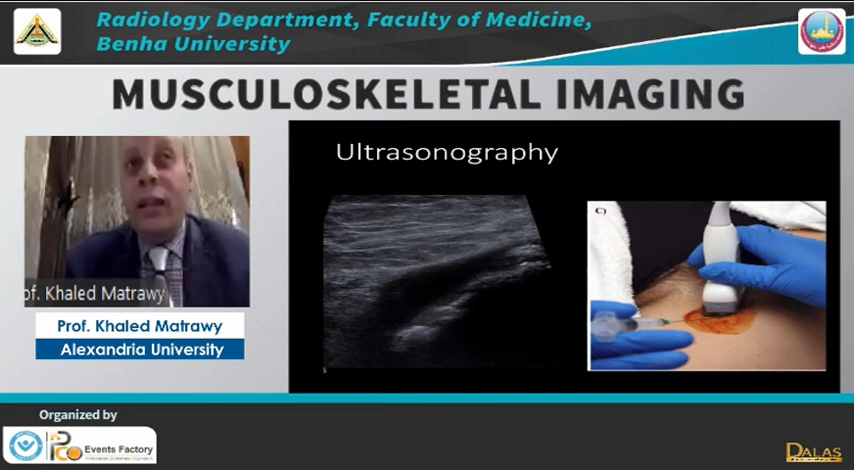 Radiology Department, Faculty of Medicine,
Benha University
MUSCULOSKELETAL IMAGING
Ultrasonography
C)
of. Khaled Matrawy
Prof. Khaled Matrawy
Alexandria University
5
Organized by
Events Factory
DALAS